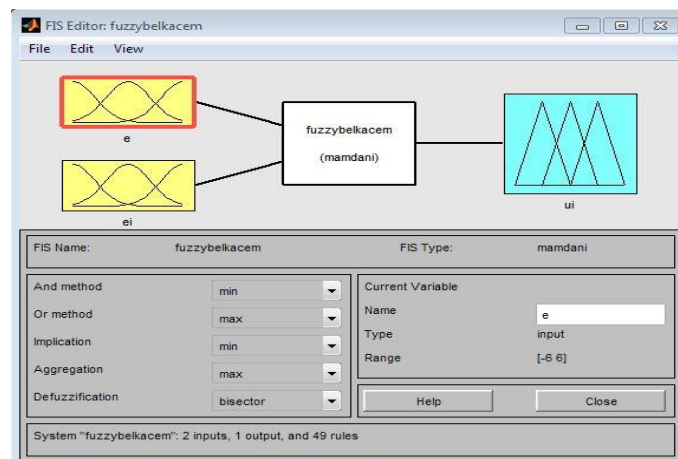 FIS Editor: fuzzybelkacem
File Edit View
e
fuzzybelkacem
(mamdani)
ei
ui
FIS Name: fuzzybelkacem FIS Type: mamdani
And method min
Or method max
Implication min
Aggregation max
Defuzzification bisector
Current Variable
Name e
Type input
Range [-6 6]
Help Close
System "fuzzybelkacem": 2 inputs, 1 output, and 49 rules